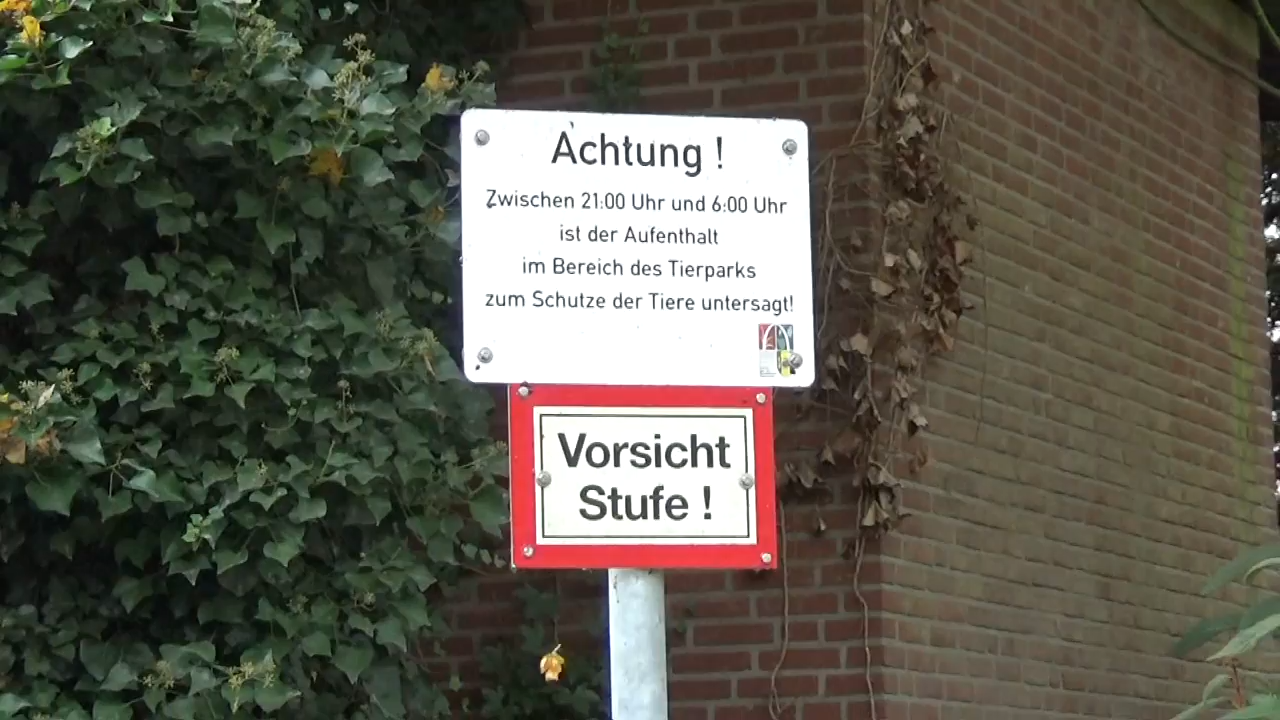 Achtung !
Zwischen 21:00 Uhr und 6:00 Uhr
ist der Aufenthalt
im Bereich des Tierparks
zum Schutze der Tiere untersagt!
Vorsicht
Stufe !